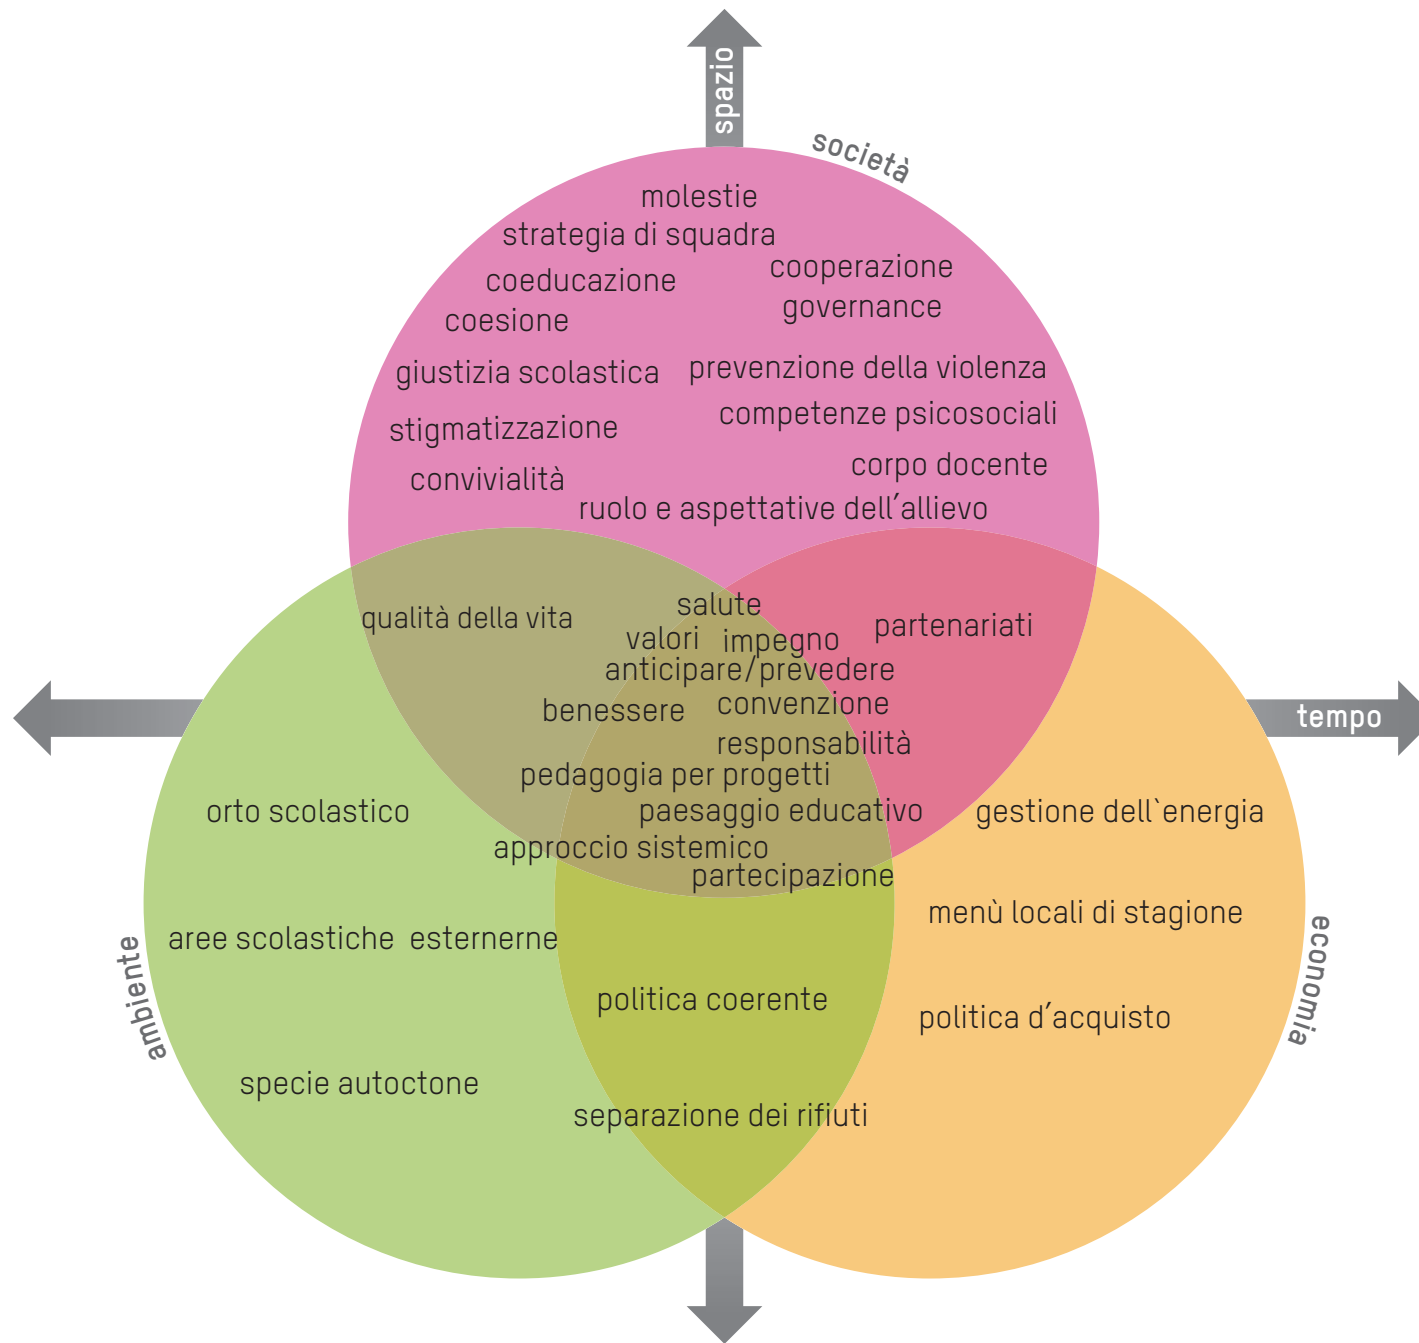 spazio
società
molestie
strategia di squadra
cooperazione
coeducazione
governance
coesione
prevenzione della violenza
giustizia scolastica
competenze psicosociali
stigmatizzazione
corpo docente
convivialità
ruolo e aspettative dell'allievo
salute
qualità della vita
partenariati
valori
impegno
anticipare/prevedere
convenzione
benessere
tempo
responsabilità
pedagogia per progetti
orto scolastico
paesaggio educativo
gestione dell`energia
approccio sistemico
partecipazione
menù locali di stagione
aree scolastiche esternerne
ambiente
economia
politica coerente
politica d'acquisto
specie autoctone
separazione dei rifiuti